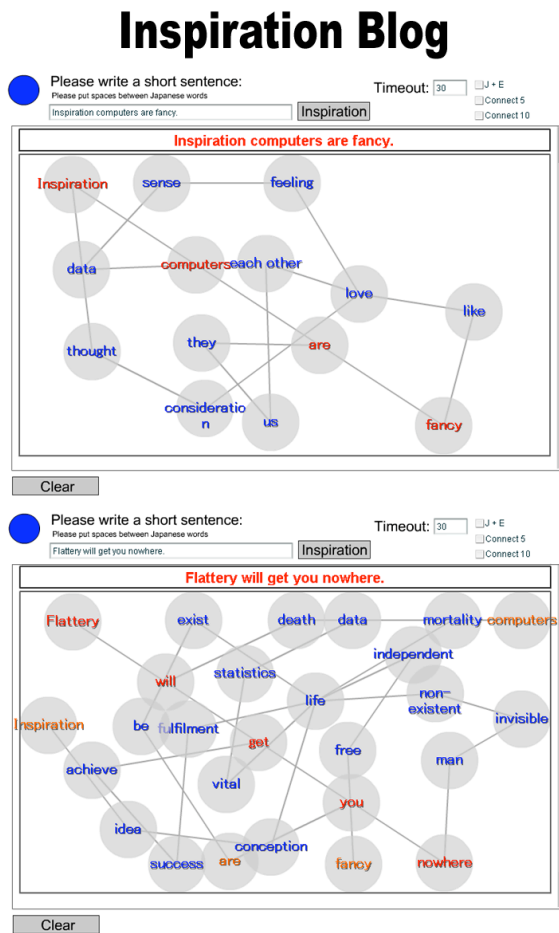 Inspiration Blog
Please write a short sentence:
Please put spaces between Japanese words
Timeout: 30
J + E
Connect 5
Connect 10
Inspiration computers are fancy.
Inspiration
Inspiration computers are fancy.
Inspiration
sense
feeling
data
computers
each other
love
like
thought
they
are
consideratio
n
us
fancy
Clear
Please write a short sentence:
Please put spaces between Japanese words
Timeout: 30
J + E
Connect 5
Connect 10
Flattery will get you nowhere.
Inspiration
Flattery will get you nowhere.
Flattery
exist
death
data
mortality
computers
independent
statistics
will
life
non-
existent
invisible
Inspiration
be
fulfilment
get
free
man
achieve
vital
you
idea
conception
success
are
fancy
nowhere
Clear